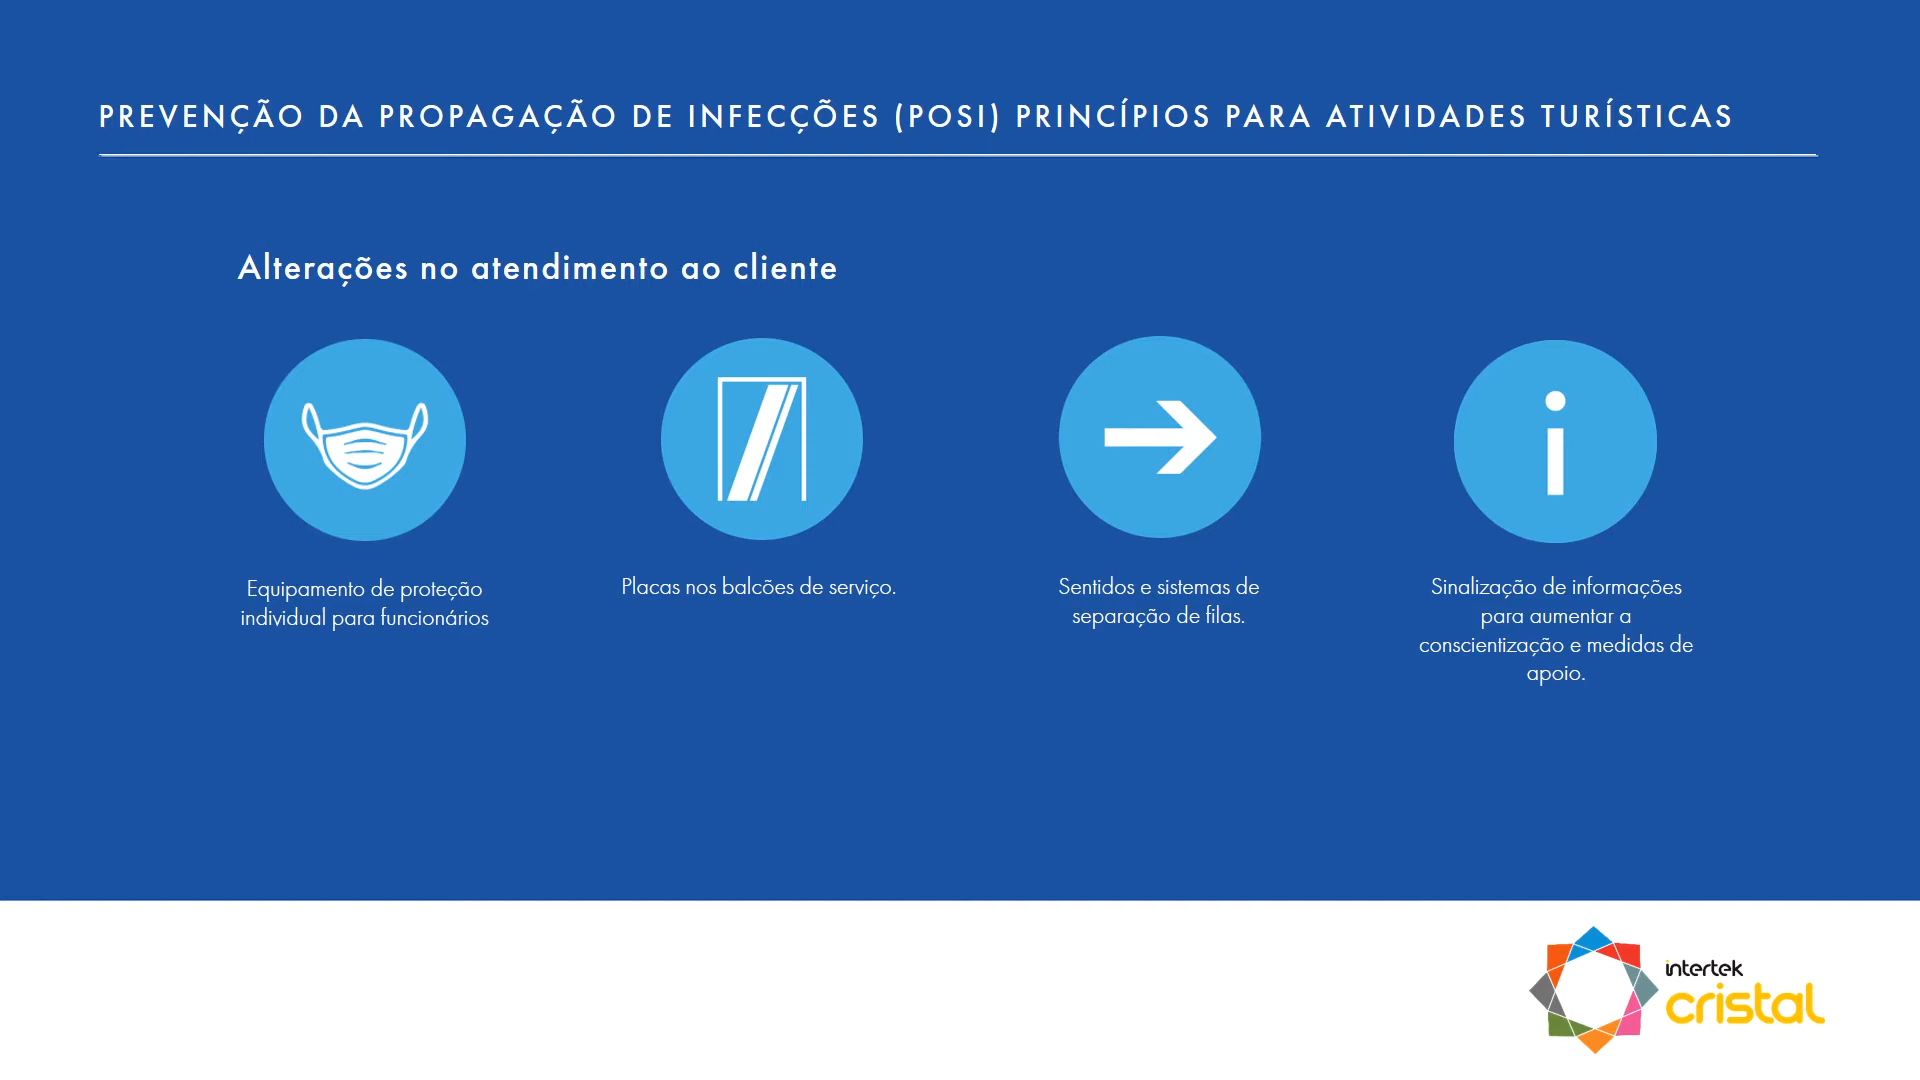 PREVENÇÃO DA PROPAGAÇÃO DE INFECÇÕES (POSI) PRINCÍPIOS PARA ATIVIDADES TURÍSTICAS
Alterações no atendimento ao cliente
Equipamento de proteção
individual para funcionários
Placas nos balcões de serviço.
Sentidos e sistemas de
separação de filas.
Sinalização de informações
para aumentar a
conscientização e medidas de
apoio.
intertek
cristal